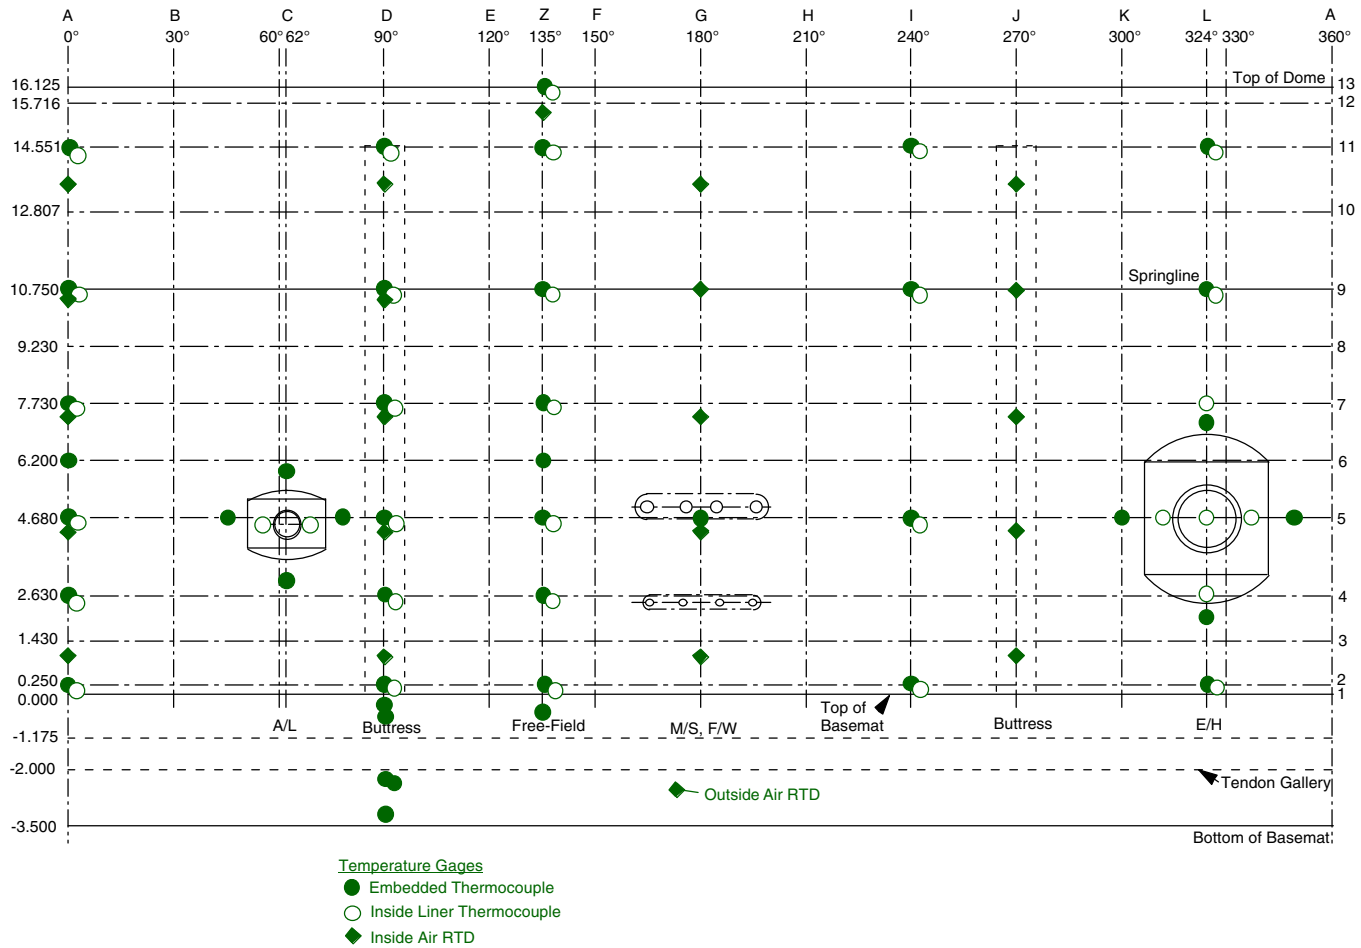 A B C D E Z F G H I J K L A
0° 30° 60° 62° 90° 120° 135° 150° 180° 210° 240° 270° 300° 324° 330° 360°
16.125 Top of Dome 13
15.716 12
14.551 11
12.807 10
Springline
10.750 9
9.230 8
7.730 7
6.200 6
4.680 5
2.630 4
1.430 3
0.250 2
0.000 1
Top of
Basemat
A/L Buttress Free-Field M/S, F/W Buttress E/H
-1.175
-2.000
Tendon Gallery
Outside Air RTD
-3.500
Bottom of Basemat
Temperature Gages
Embedded Thermocouple
Inside Liner Thermocouple
Inside Air RTD